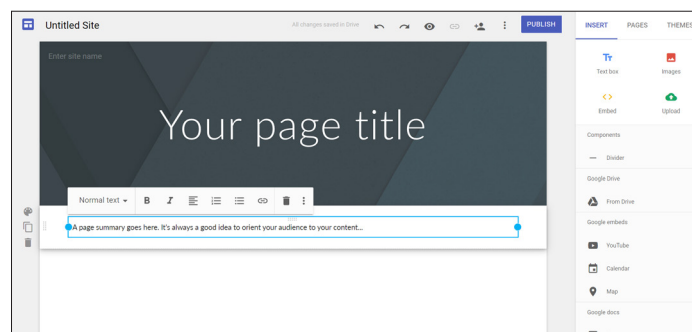 Untitled Site
All changes saved in Drive
PUBLISH
INSERT PAGES THEMES
Enter site name
Your page title
Tт
Text box
Images
Embed
Upload
Components
Divider
Google Drive
From Drive
Google embeds
YouTube
Calendar
Map
Google docs
Normal text
B I
A page summary goes here. It's always a good idea to orient your audience to your content...